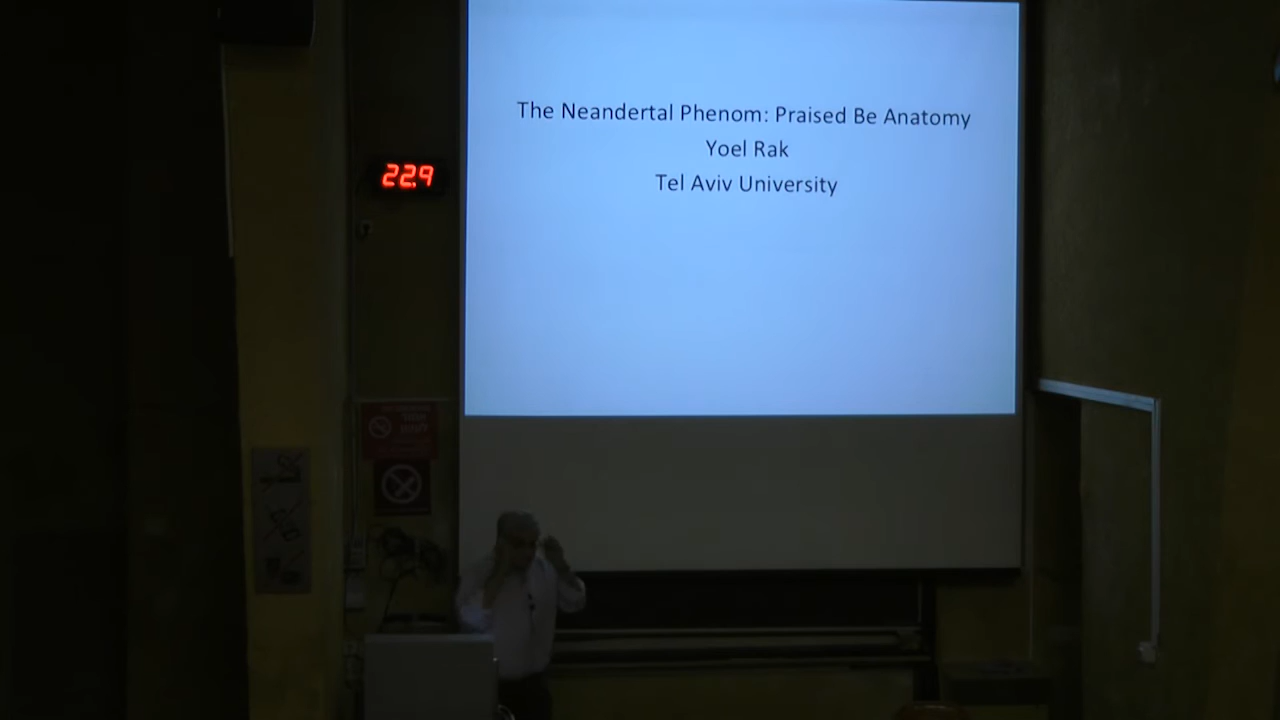 The Neandertal Phenom: Praised Be Anatomy
Yoel Rak
Tel Aviv University
22.9